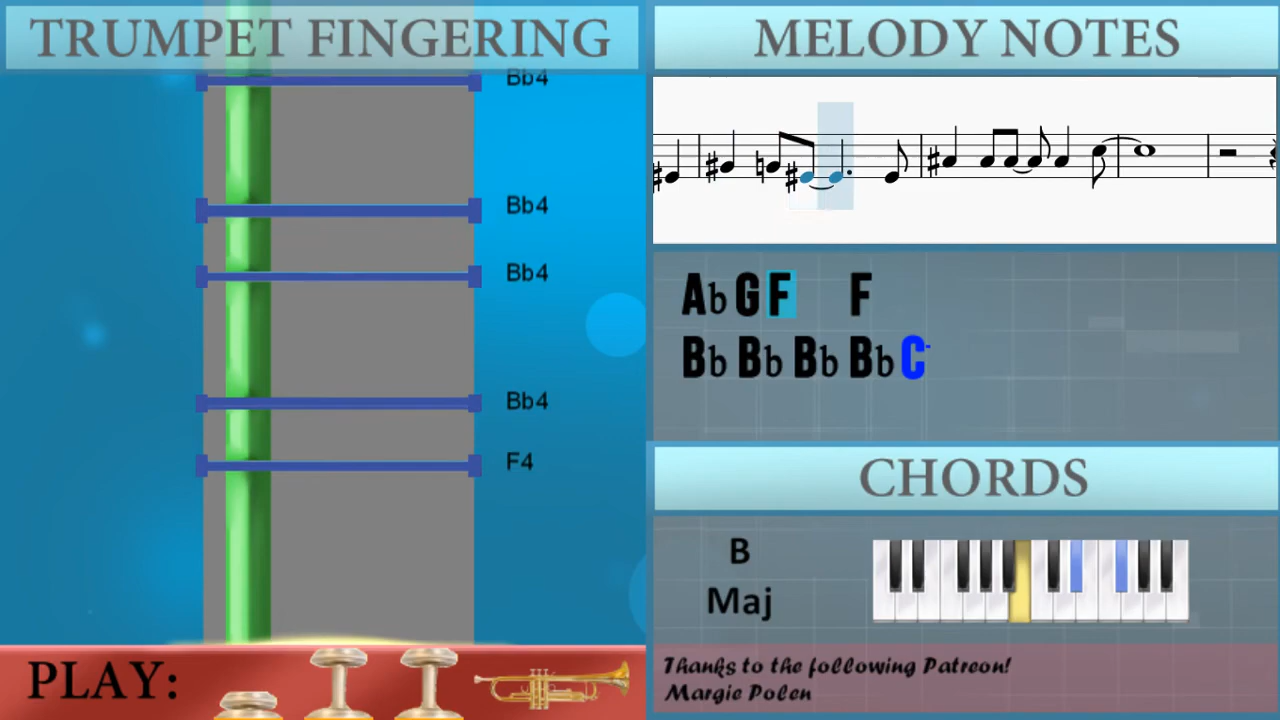 TRUMPET FINGERING
Bb4
Bb4
Bb4
Bb4
F4
PLAY:
MELODY NOTES
Ab G F F
Bb Bb Bb Bb C-
CHORDS
B
Maj
Thanks to the following Patreon!
Margie Polen